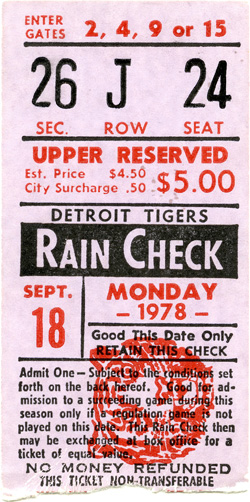 ENTER GATES 2, 4, 9 or 15
26 J 24
SEC. ROW SEAT
UPPER RESERVED
Est. Price $4.50
City Surcharge .50 $5.00
DETROIT TIGERS
RAIN CHECK
SEPT. 18
MONDAY
– 1978 –
Good This Date Only
RETAIN THIS CHECK
Admit One — Subject to the conditions set
forth on the back hereof. Good for ad-
mission to a succeeding game during this
season only if a regulation game is not
played on this date. This Rain Check then
may be exchanged at box office for a
ticket of equal value.
NO MONEY REFUNDED
THIS TICKET NON-TRANSFERABLE